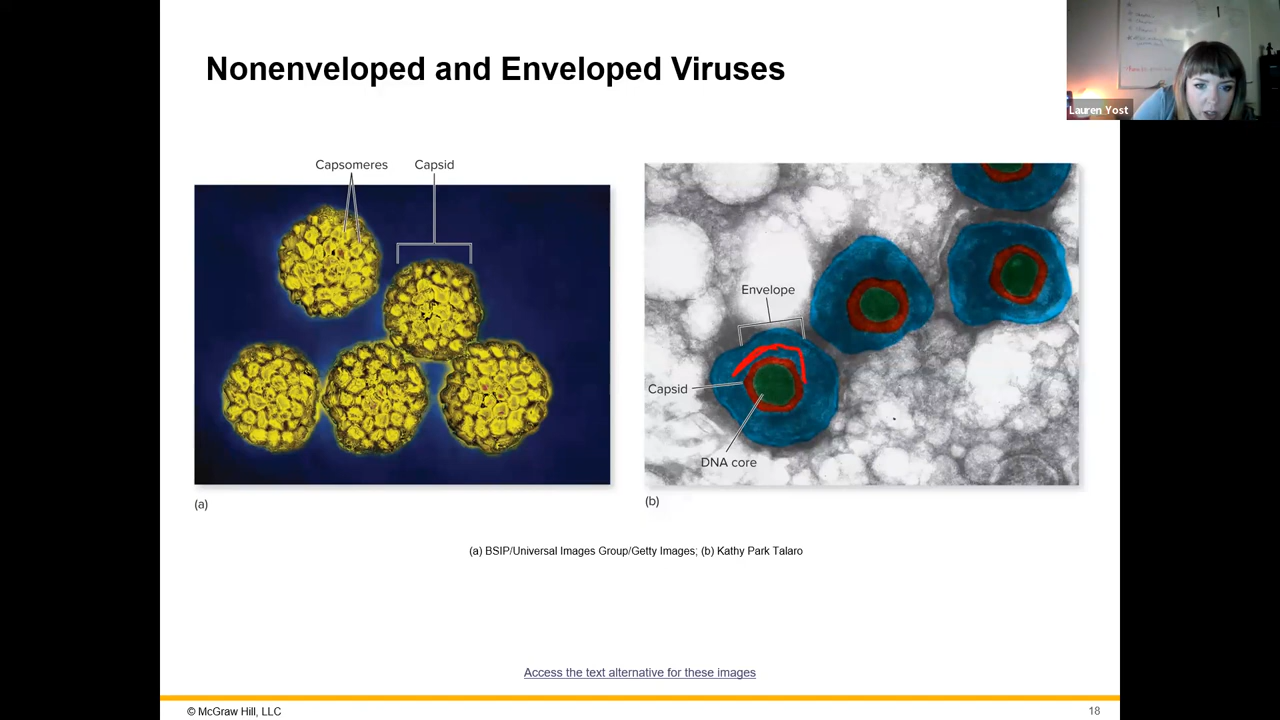 Nonenveloped and Enveloped Viruses
Lauren Yost
Capsomeres Capsid
Envelope
Capsid
DNA core
(a)
(b)
(a) BSIP/Universal Images Group/Getty Images; (b) Kathy Park Talaro
Access the text alternative for these images
© McGraw Hill, LLC
18